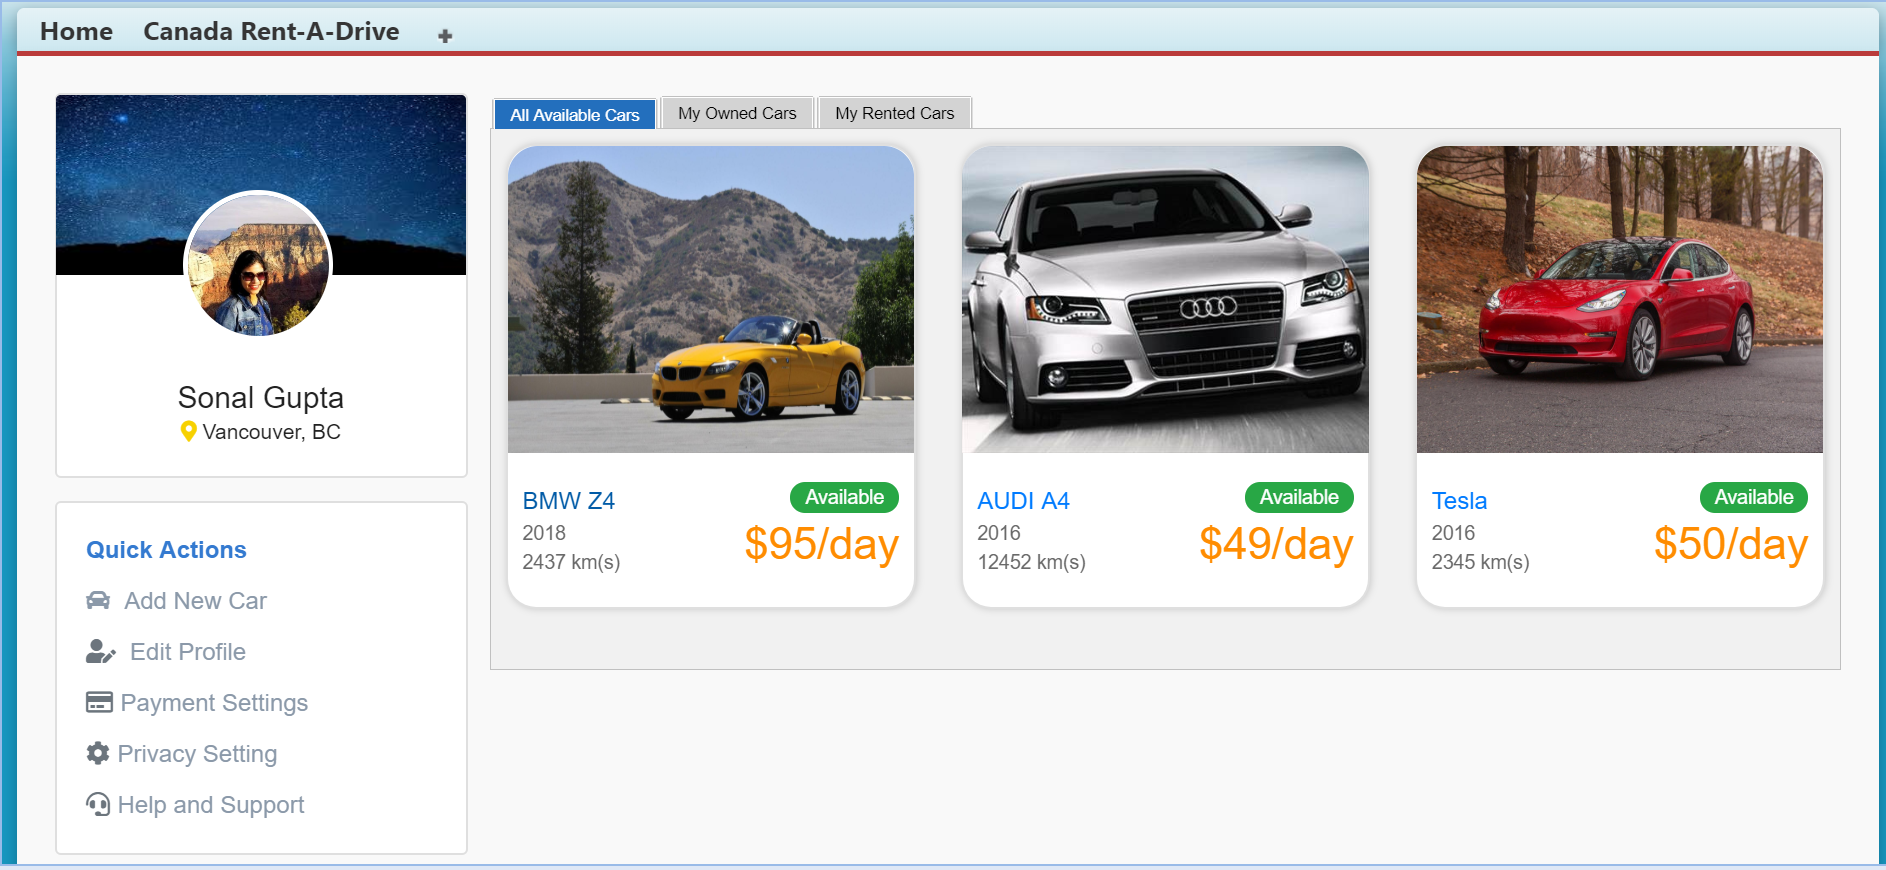 Home Canada Rent-A-Drive +
Sonal Gupta
Vancouver, BC
Quick Actions
Add New Car
Edit Profile
Payment Settings
Privacy Setting
Help and Support
All Available Cars My Owned Cars My Rented Cars
BMW Z4 Available
2018
$95/day
2437 km(s)
AUDI A4 Available
2016
$49/day
12452 km(s)
Tesla Available
2016
$50/day
2345 km(s)